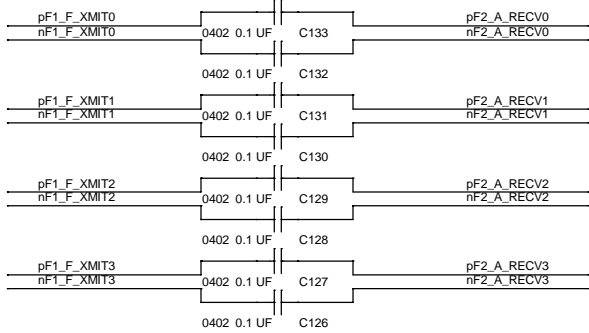 pF1_F_XMIT0 pF2_A_RECV0
nF1_F_XMIT0 nF2_A_RECV0
0402 0.1 UF C133
0402 0.1 UF C132
pF1_F_XMIT1 pF2_A_RECV1
nF1_F_XMIT1 nF2_A_RECV1
0402 0.1 UF C131
0402 0.1 UF C130
pF1_F_XMIT2 pF2_A_RECV2
nF1_F_XMIT2 nF2_A_RECV2
0402 0.1 UF C129
0402 0.1 UF C128
pF1_F_XMIT3 pF2_A_RECV3
nF1_F_XMIT3 nF2_A_RECV3
0402 0.1 UF C127
0402 0.1 UF C126